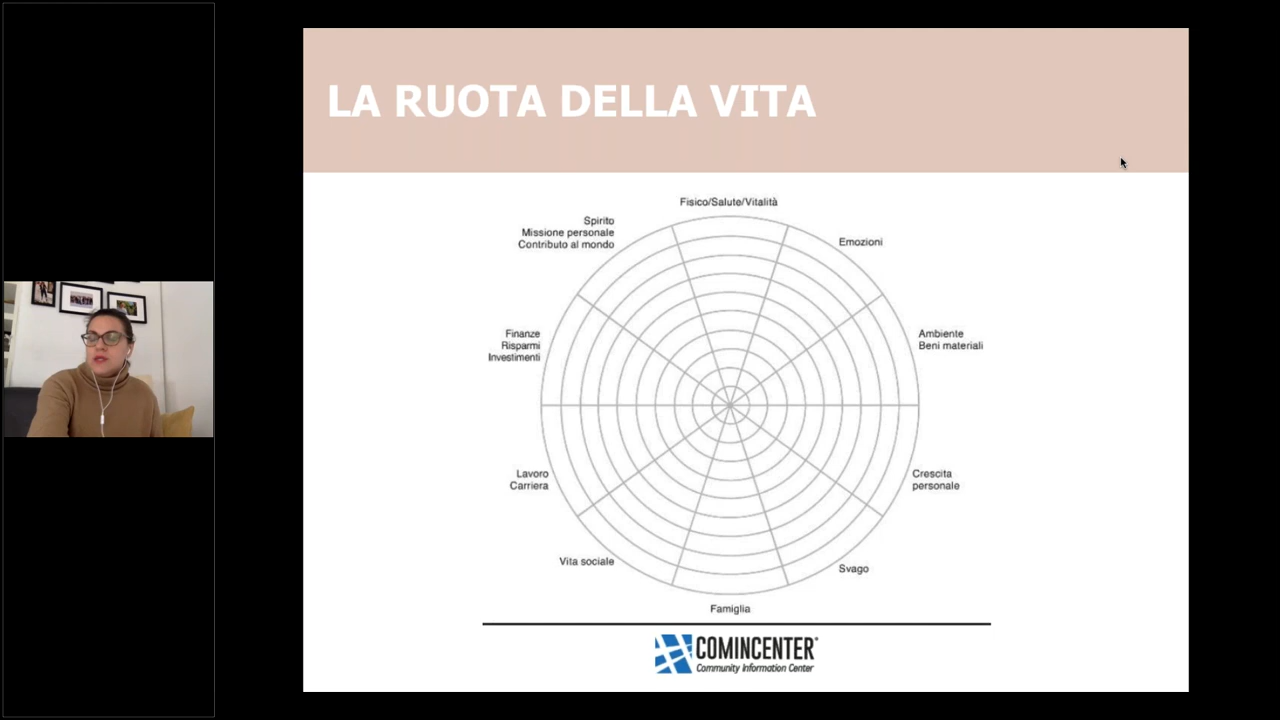 LA RUOTA DELLA VITA
Fisico/Salute/Vitalità
Spirito
Missione personale
Contributo al mondo
Emozioni
Finanze
Risparmi
Investimenti
Ambiente
Beni materiali
Lavoro
Carriera
Crescita
personale
Vita sociale
Svago
Famiglia
COMINCENTER®
Community Information Center